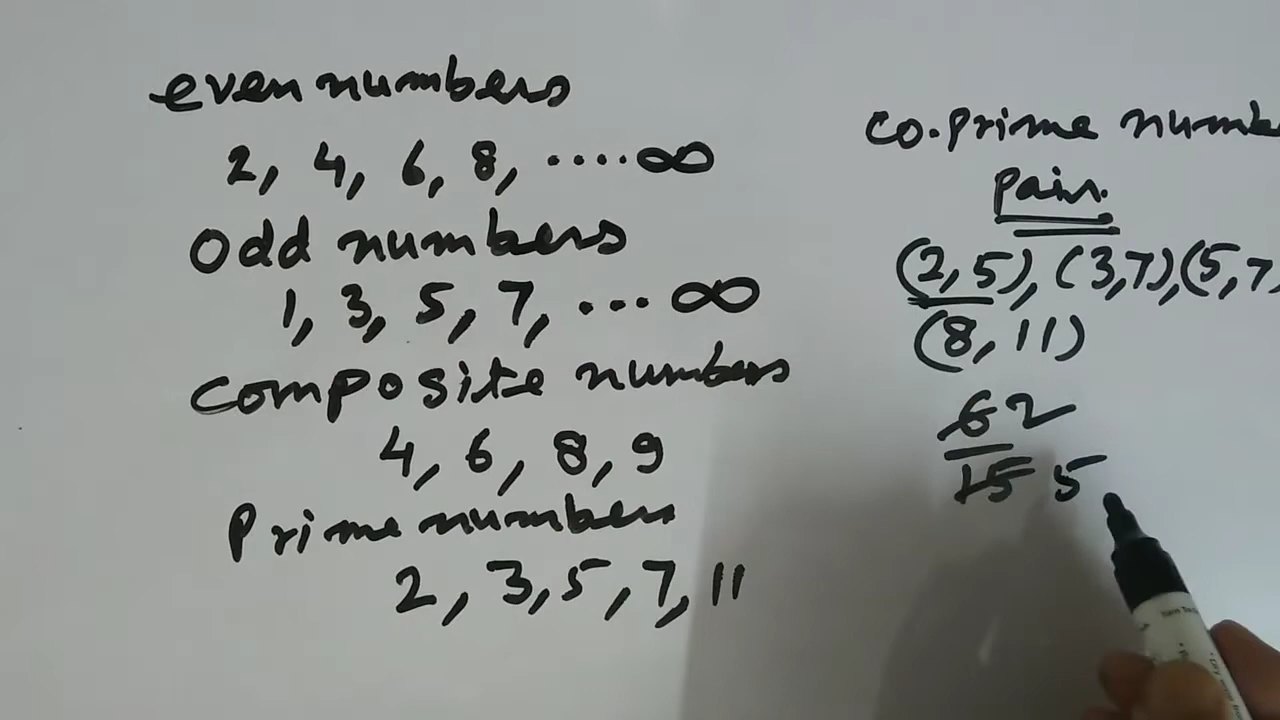 even numbers
2, 4, 6, 8, ....∞
Odd numbers
1, 3, 5, 7, ... ∞
Composite numbers
4, 6, 8, 9
Prime numbers
2, 3, 5, 7, 11
Co.Prime numbe
Pair.
(2,5), (3,7)(5,7
(8, 11)
6 2
15 5